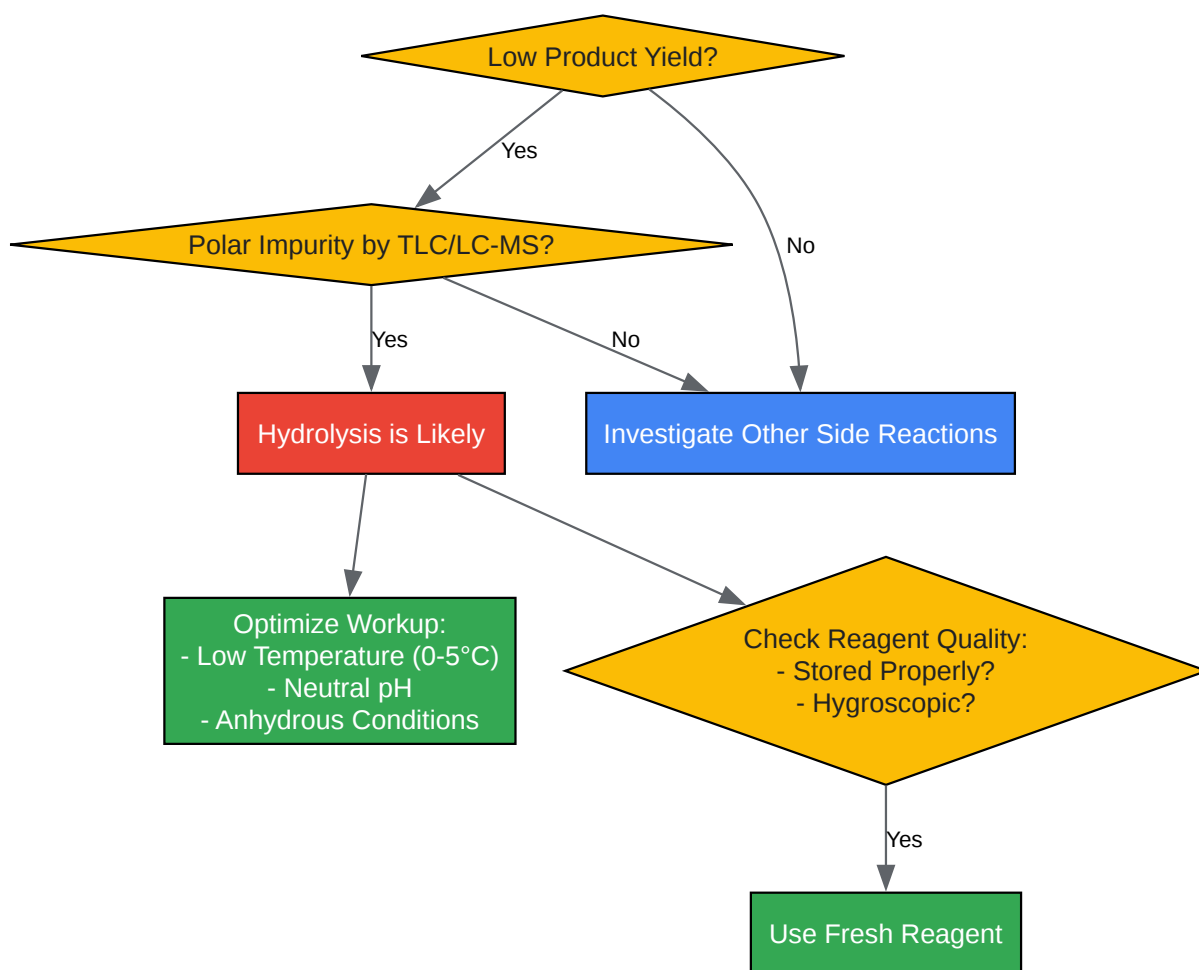 Low Product Yield?
Yes
Polar Impurity by TLC/LC-MS?
No
Yes
No
Hydrolysis is Likely
Investigate Other Side Reactions
Optimize Workup:
- Low Temperature (0-5°C)
- Neutral pH
- Anhydrous Conditions
Check Reagent Quality:
- Stored Properly?
- Hygroscopic?
Yes
Use Fresh Reagent